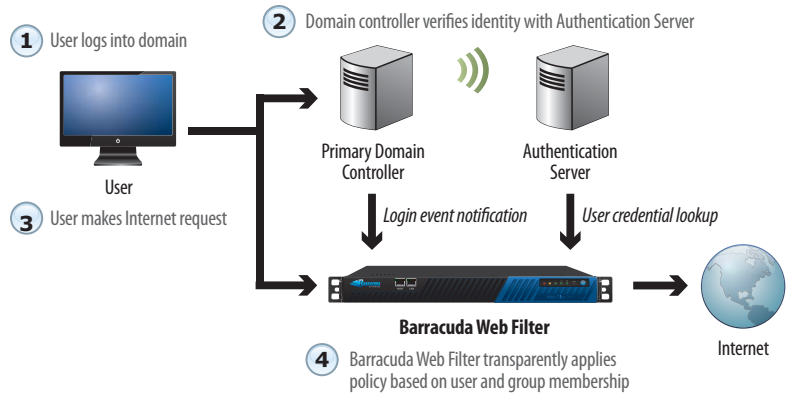 1 User logs into domain
2 Domain controller verifies identity with Authentication Server
User
Primary Domain
Controller
Authentication
Server
3 User makes Internet request
Login event notification
User credential lookup
Barracuda Web Filter
Internet
4 Barracuda Web Filter transparently applies
policy based on user and group membership